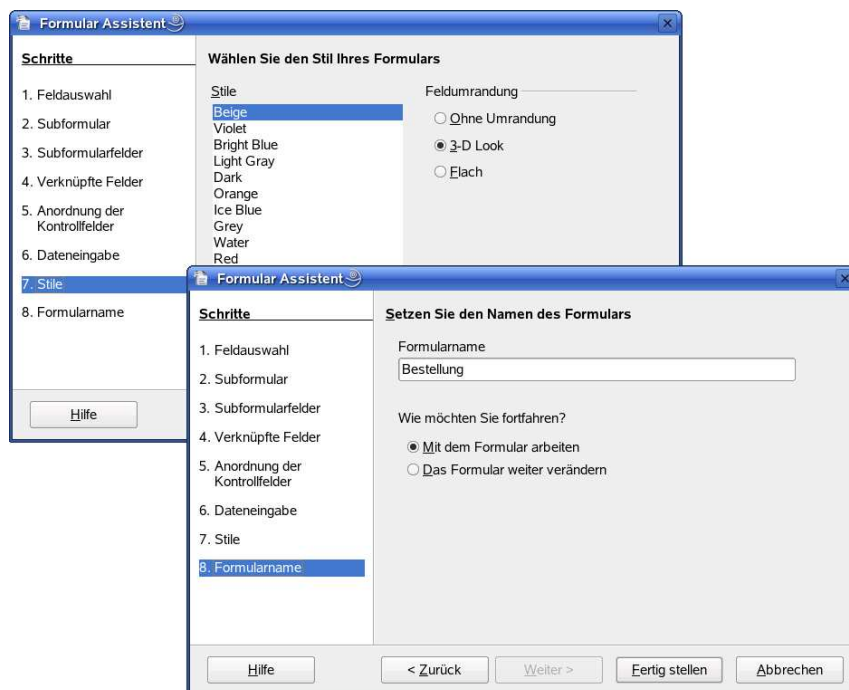 Formular Assistent
Schritte
1. Feldauswahl
2. Subformular
3. Subformularfelder
4. Verknüpfte Felder
5. Anordnung der
Kontrollfelder
6. Dateneingabe
7. Stile
8. Formularname
Hilfe
Wählen Sie den Stil Ihres Formulars
Stile
Beige
Violet
Bright Blue
Light Gray
Dark
Orange
Ice Blue
Grey
Water
Red
Feldumrandung
Ohne Umrandung
3-D Look
Flach
Formular Assistent
Schritte
1. Feldauswahl
2. Subformular
3. Subformularfelder
4. Verknüpfte Felder
5. Anordnung der
Kontrollfelder
6. Dateneingabe
7. Stile
8. Formularname
Setzen Sie den Namen des Formulars
Formularname
Bestellung
Wie möchten Sie fortfahren?
Mit dem Formular arbeiten
Das Formular weiter verändern
Hilfe
< Zurück
Weiter >
Fertig stellen
Abbrechen